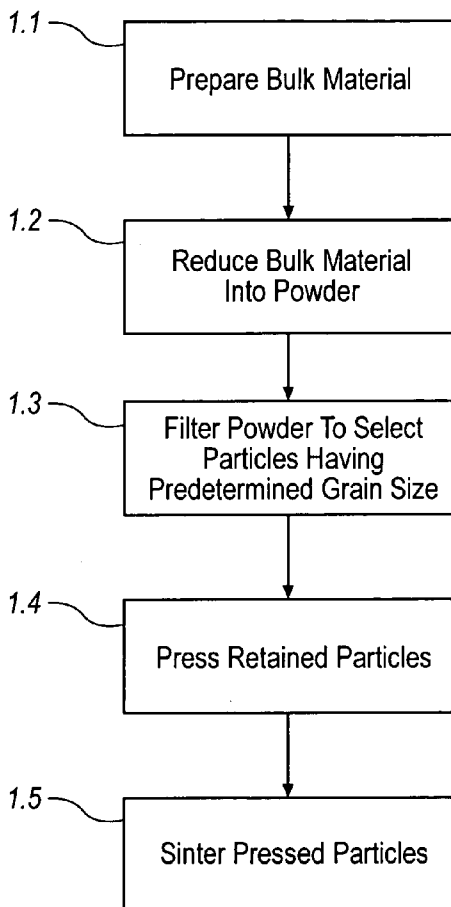 1.1
Prepare Bulk Material
1.2
Reduce Bulk Material
Into Powder
1.3
Filter Powder To Select
Particles Having
Predetermined Grain Size
1.4
Press Retained Particles
1.5
Sinter Pressed Particles